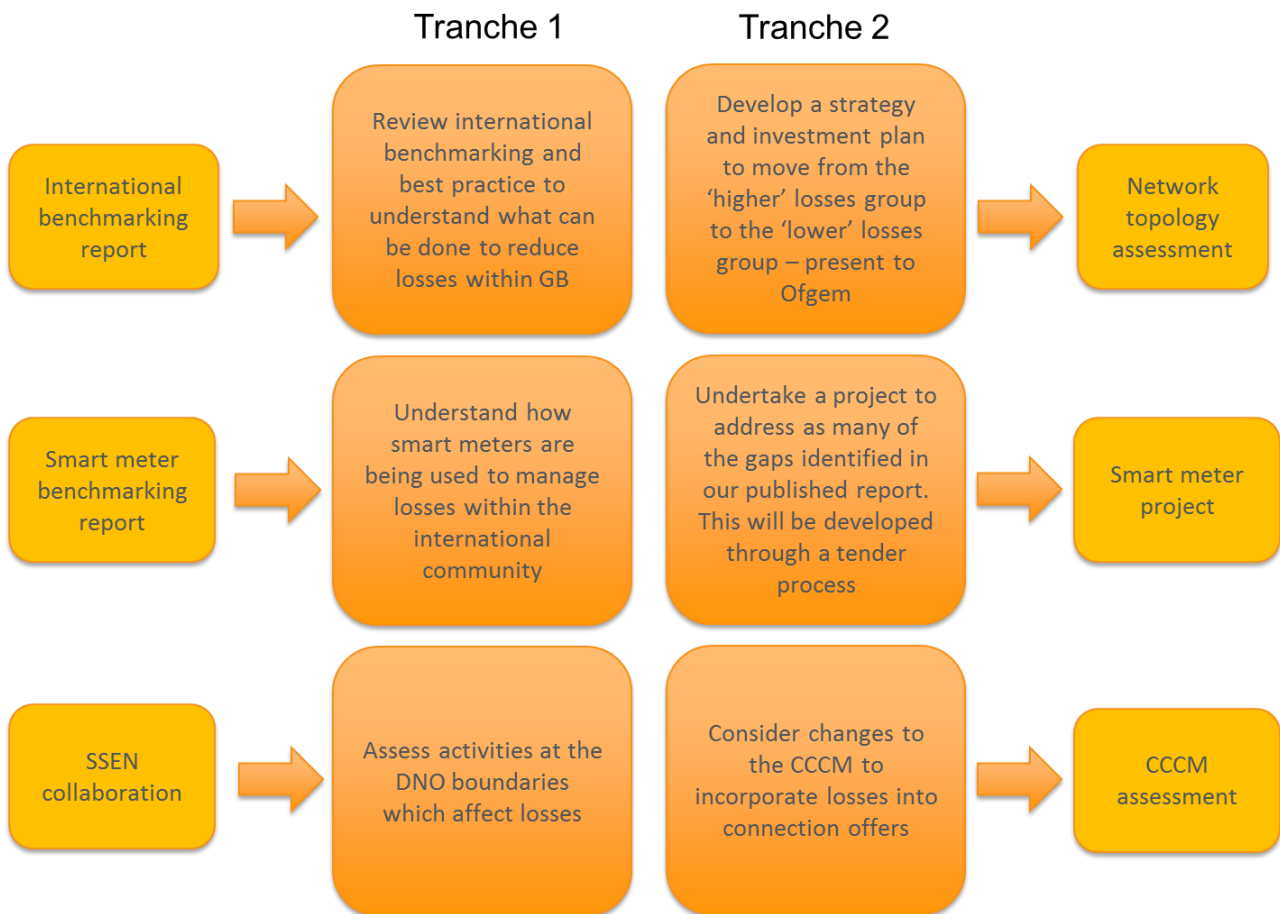 Tranche 1
Tranche 2
International
benchmarking
report
Review international
benchmarking and
best practice to
understand what can
be done to reduce
losses within GB
Develop a strategy
and investment plan
to move from the
‘higher’ losses group
to the ‘lower’ losses
group – present to
Ofgem
Network
topology
assessment
Smart meter
benchmarking
report
Understand how
smart meters are
being used to manage
losses within the
international
community
Undertake a project to
address as many of
the gaps identified in
our published report.
This will be developed
through a tender
process
Smart meter
project
SSEN
collaboration
Assess activities at the
DNO boundaries
which affect losses
Consider changes to
the CCCM to
incorporate losses into
connection offers
CCCM
assessment